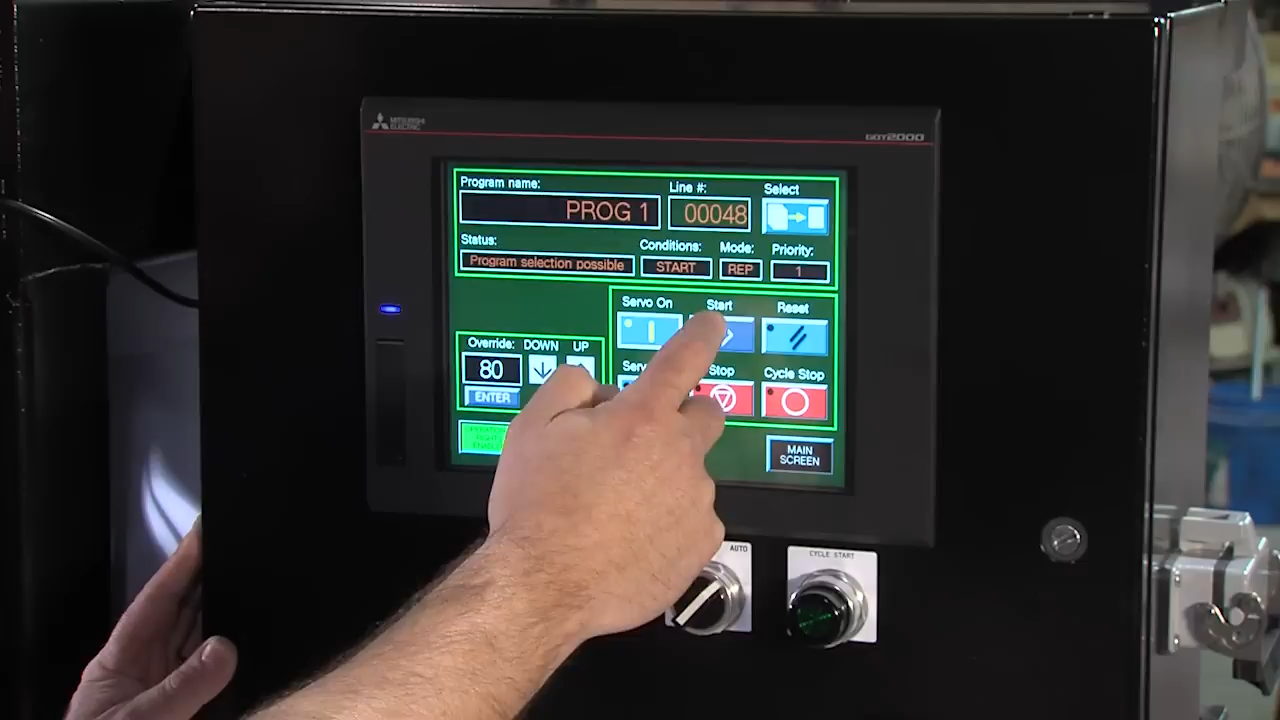 MITSUBISHI
ELECTRIC
GOT2000
Program name:
Line #:
Select
PROG 1
00048
Status:
Conditions:
Mode:
Priority:
Program selection possible
START
REP
1
Servo On
Start
Reset
Override:
DOWN
UP
80
ENTER
Stop
Cycle Stop
MAIN
SCREEN
AUTO
CYCLE START